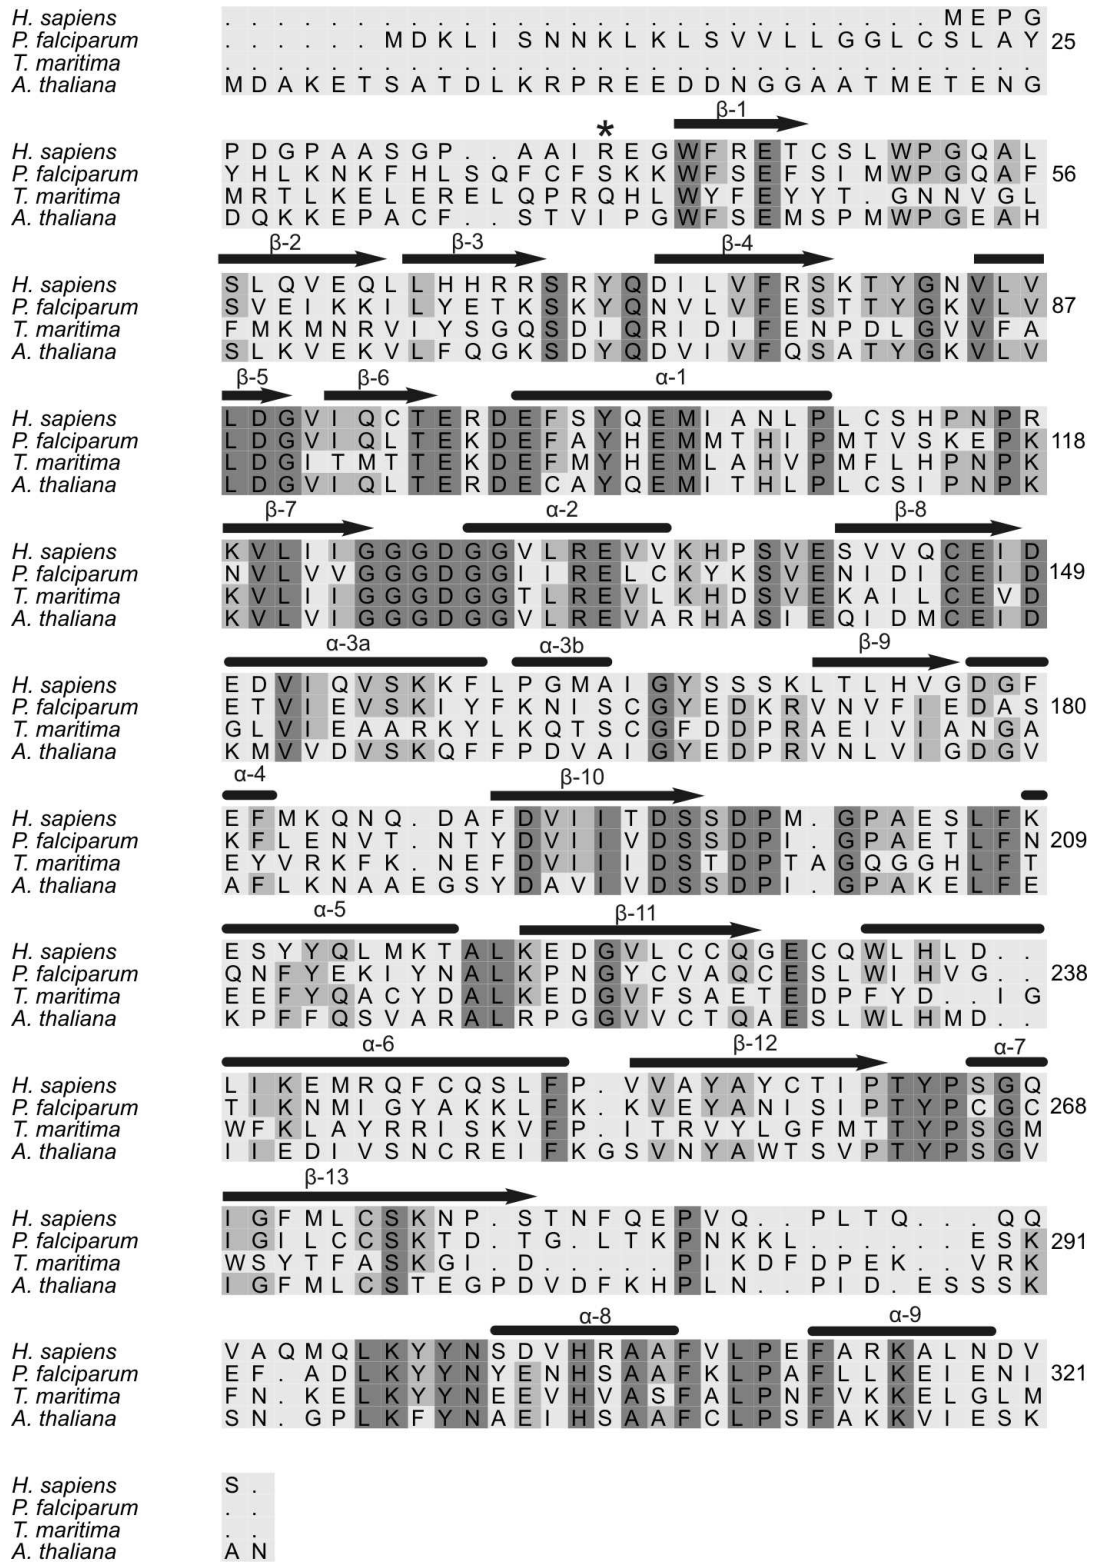 H. sapiens . . . . . . . . . . . . . . . . . . . . . . . . . . . M E P G
P. falciparum . . . . . . M D K L I S N N K L K L S V V L L G G L C S L A Y 25
T. maritima . . . . . . . . . . . . . . . . . . . . . . . . . . . . . . .
A. thaliana M D A K E T S A T D L K R P R E E D D N G G A A T M E T E N G
* β-1
H. sapiens P D G P A A S G P . . A A I R E G W F R E T C S L W P G Q A L
P. falciparum Y H L K N K F H L S Q F C F S K K W F S E F S I M W P G Q A F 56
T. maritima M R T L K E L E R E L Q P R Q H L W Y F E Y Y T . G N N V G L
A. thaliana D Q K K E P A C F . . S T V I P G W F S E M S P M W P G E A H
β-2 β-3 β-4
H. sapiens S L Q V E Q L L H H R R S R Y Q D I L V F R S K T Y G N V L V
P. falciparum S V E I K K I L Y E T K S K Y Q N V L V F E S T T Y G K V L V 87
T. maritima F M K M N R V I Y S G Q S D I Q R I D I F E N P D L G V V F A
A. thaliana S L K V E K V L F Q G K S D Y Q D V I V F Q S A T Y G K V L V
β-5 β-6 α-1
H. sapiens L D G V I Q C T E R D E F S Y Q E M I A N L P L C S H P N P R
P. falciparum L D G V I Q L T E K D E F A Y H E M M T H I P M T V S K E P K 118
T. maritima L D G I T M T T E K D E F M Y H E M L A H V P M F L H P N P K
A. thaliana L D G V I Q L T E R D E C A Y Q E M I T H L P L C S I P N P K
β-7 α-2 β-8
H. sapiens K V L I I G G G D G G V L R E V V K H P S V E S V V Q C E I D
P. falciparum N V L V V G G G D G G I I R E L C K Y K S V E N I D I C E I D 149
T. maritima K V L I I G G G D G G T L R E V L K H D S V E K A I L C E V D
A. thaliana K V L V I G G G D G G V L R E V A R H A S I E Q I D M C E I D
α-3a α-3b β-9
H. sapiens E D V I Q V S K K F L P G M A I G Y S S S K L T L H V G D G F
P. falciparum E T V I E V S K I Y F K N I S C G Y E D K R V N V F I E D A S 180
T. maritima G L V I E A A R K Y L K Q T S C G F D D P R A E I V I A N G A
A. thaliana K M V V D V S K Q F F P D V A I G Y E D P R V N L V I G D G V
α-4 β-10
H. sapiens E F M K Q N Q . D A F D V I I T D S S D P M . G P A E S L F K
P. falciparum K F L E N V T . N T Y D V I I V D S S D P I . G P A E T L F N 209
T. maritima E Y V R K F K . N E F D V I I I D S T D P T A G Q G G H L F T
A. thaliana A F L K N A A E G S Y D A V I V D S S D P I . G P A K E L F E
α-5 β-11
H. sapiens E S Y Y Q L M K T A L K E D G V L C C Q G E C Q W L H L D . .
P. falciparum Q N F Y E K I Y N A L K P N G Y C V A Q C E S L W I H V G . . 238
T. maritima E E F Y Q A C Y D A L K E D G V F S A E T E D P F Y D . . I G
A. thaliana K P F F Q S V A R A L R P G G V V C T Q A E S L W L H M D . .
α-6 β-12 α-7
H. sapiens L I K E M R Q F C Q S L F P . V V A Y A Y C T I P T Y P S G Q
P. falciparum T I K N M I G Y A K K L F K . K V E Y A N I S I P T Y P C G C 268
T. maritima W F K L A Y R R I S K V F P . I T R V Y L G F M T T Y P S G M
A. thaliana I I E D I V S N C R E I F K G S V N Y A W T S V P T Y P S G V
β-13
H. sapiens I G F M L C S K N P . S T N F Q E P V Q . . P L T Q . . . Q Q
P. falciparum I G I L C C S K T D . T G . L T K P N K K L . . . . . . E S K 291
T. maritima W S Y T F A S K G I . D . . . . . P I K D F D P E K . . V R K
A. thaliana I G F M L C S T E G P D V D F K H P L N . . P I D . E S S S K
α-8 α-9
H. sapiens V A Q M Q L K Y Y N S D V H R A A F V L P E F A R K A L N D V
P. falciparum E F . A D L K Y Y N Y E N H S A A F K L P A F L L K E I E N I 321
T. maritima F N . K E L K Y Y N E E V H V A S F A L P N F V K K E L G L M
A. thaliana S N . G P L K F Y N A E I H S A A F C L P S F A K K V I E S K
H. sapiens S .
P. falciparum . .
T. maritima . .
A. thaliana A N